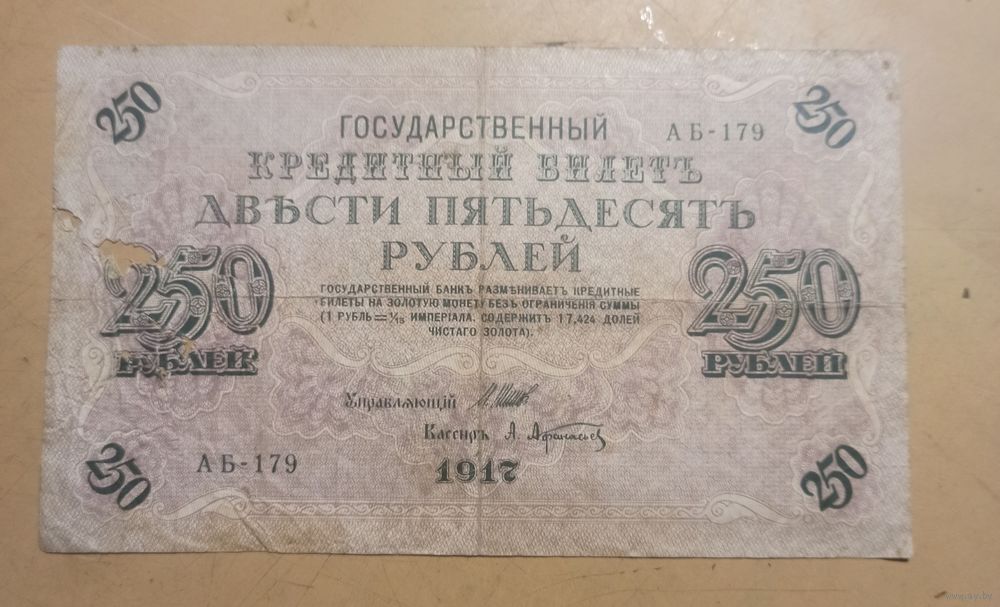 250 250
ГОСУДАРСТВЕННЫЙ АБ-179
КРЕДИТНЫЙ БИЛЕТЪ
ДВѢСТИ ПЯТЬДЕСЯТЪ
РУБЛЕЙ
250 250
РУБЛЕЙ РУБЛЕЙ
ГОСУДАРСТВЕННЫЙ БАНКЪ РАЗМѢНИВАЕТЪ КРЕДИТНЫЕ
БИЛЕТЫ НА ЗОЛОТУЮ МОНЕТУ БЕЗЪ ОГРАНИЧЕНІЯ СУММЫ
(1 РУБЛЬ = 1/15 ИМПЕРІАЛА, СОДЕРЖИТЪ 17,424 ДОЛЕЙ
ЧИСТАГО ЗОЛОТА).
Управляющій И. Шипов
Кассиръ А. Афанасьев
АБ-179
1917
250 250